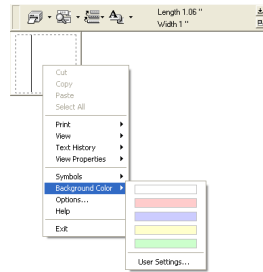 Length 1.06 "
Width 1 "
Cut
Copy
Paste
Select All
Print
View
Text History
View Properties
Symbols
Background Color
Options...
Help
Exit
User Settings...